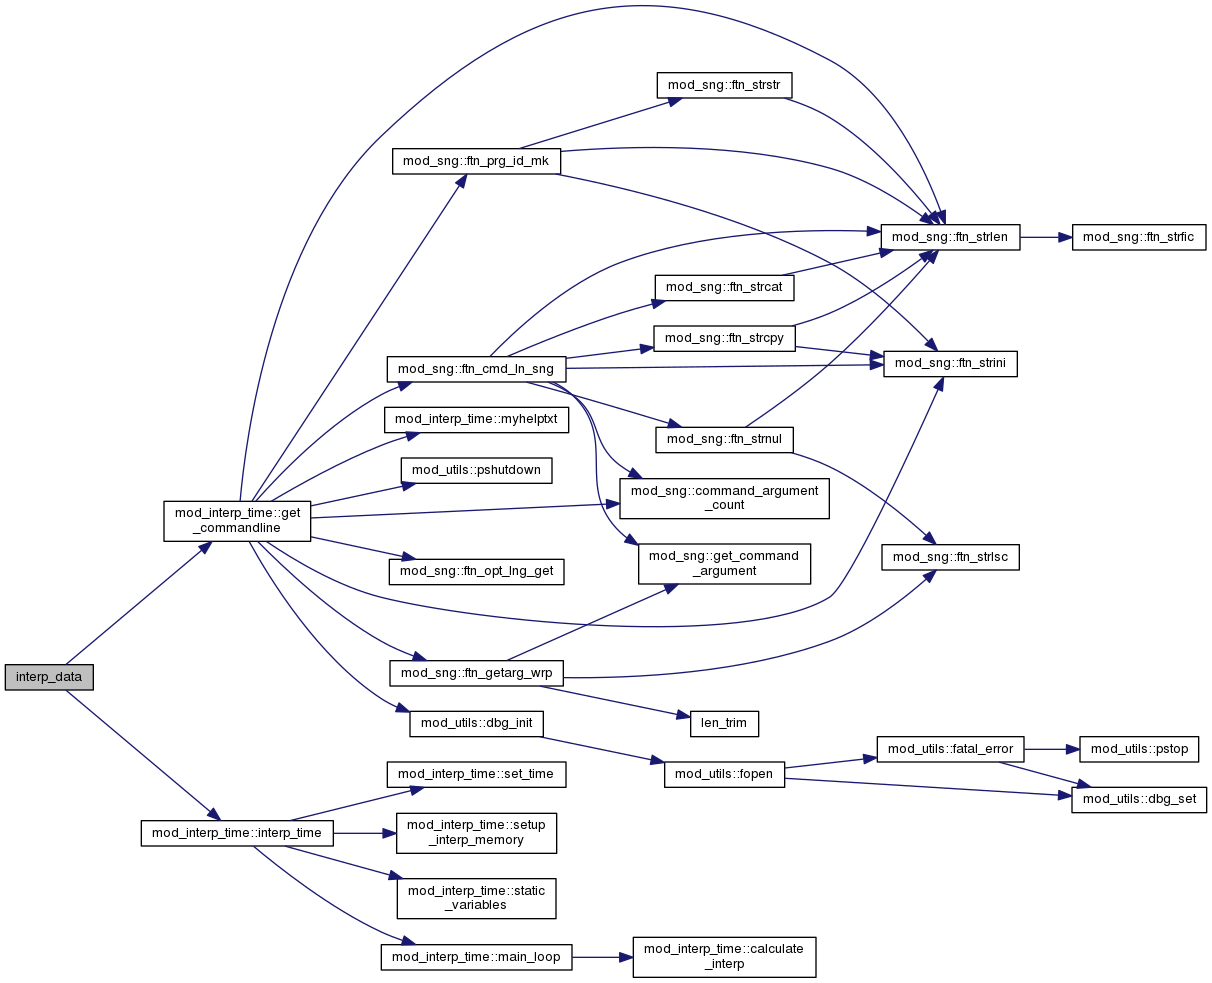 mod_sng::ftn_strstr
mod_sng::ftn_prg_id_mk
mod_sng::ftn_strlen
mod_sng::ftn_strfic
mod_sng::ftn_strcat
mod_sng::ftn_strcpy
mod_sng::ftn_strini
mod_sng::ftn_cmd_ln_sng
mod_interp_time::myhelptxt
mod_sng::ftn_strnul
mod_utils::pshutdown
mod_sng::command_argument
_count
mod_interp_time::get
_commandline
mod_sng::get_command
_argument
mod_sng::ftn_strlsc
mod_sng::ftn_opt_lng_get
interp_data
mod_sng::ftn_getarg_wrp
mod_utils::dbg_init
len_trim
mod_utils::fatal_error
mod_utils::pstop
mod_interp_time::set_time
mod_utils::fopen
mod_utils::dbg_set
mod_interp_time::interp_time
mod_interp_time::setup
_interp_memory
mod_interp_time::static
_variables
mod_interp_time::main_loop
mod_interp_time::calculate
_interp